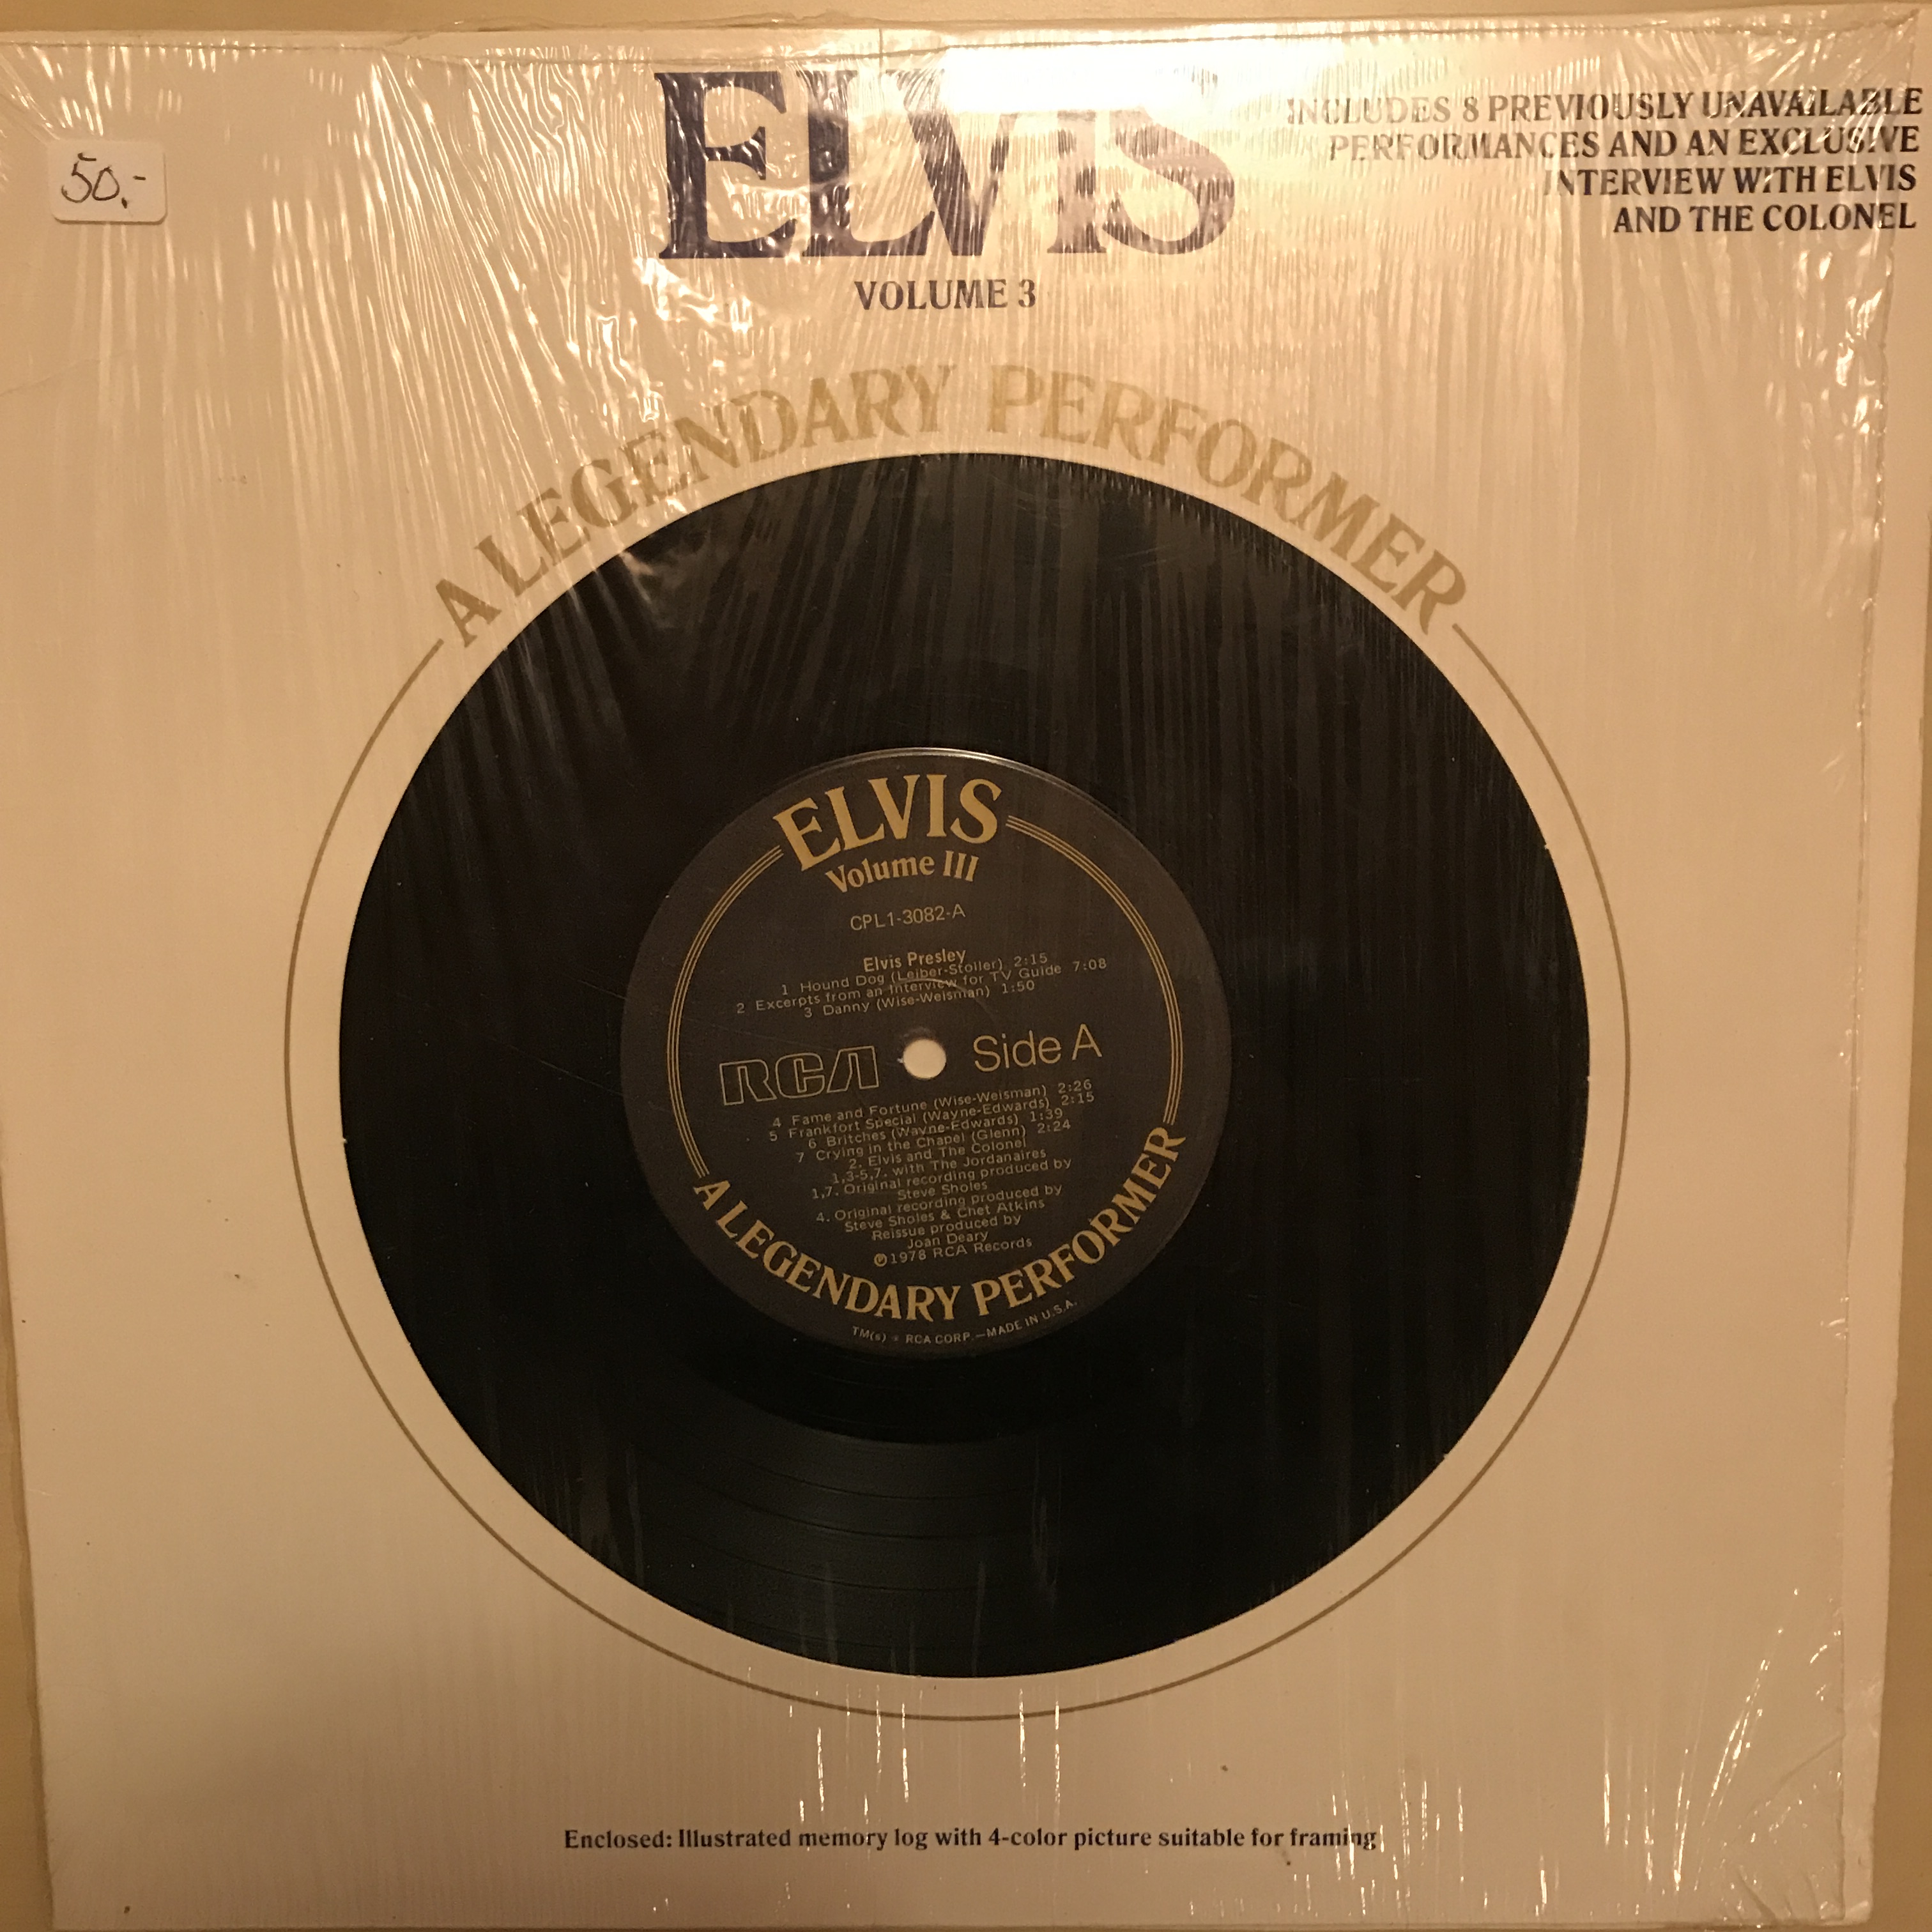 50.-
ELVIS
VOLUME 3
INCLUDES 8 PREVIOUSLY UNAVAILABLE
PERFORMANCES AND AN EXCLUSIVE
INTERVIEW WITH ELVIS
AND THE COLONEL
A LEGENDARY PERFORMER
ELVIS
Volume III
CPL1-3082-A
Elvis Presley
1 Hound Dog (Leiber-Stoller) 2:15
2 Excerpts from an Interview for TV Guide 7:08
3 Danny (Wise-Weisman) 1:50
RCA
Side A
4 Fame and Fortune (Wise-Weisman) 2:26
5 Frankfort Special (Wayne-Edwards) 2:15
6 Britches (Wayne-Edwards) 1:39
7 Crying in the Chapel (Glenn) 2:24
2. Elvis and The Colonel
1,3-5,7. with The Jordanaires
1,7. Original recording produced by
Steve Sholes
4. Original recording produced by
Steve Sholes & Chet Atkins
Reissue produced by
Joan Deary
℗1978 RCA Records
A LEGENDARY PERFORMER
TM(s) ® RCA CORP.—MADE IN U.S.A.
Enclosed: Illustrated memory log with 4-color picture suitable for framing